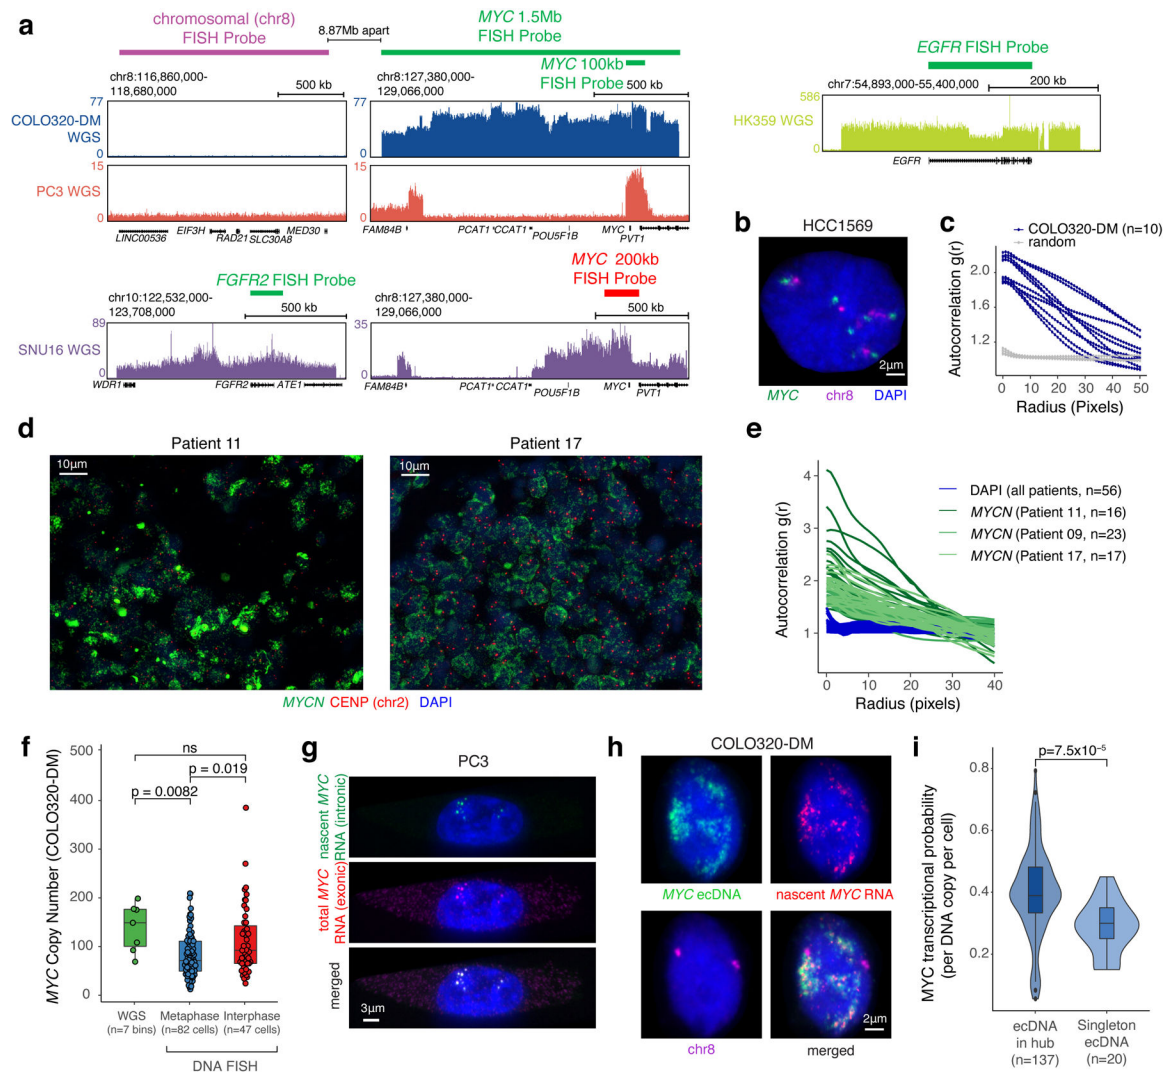 a
chromosomal (chr8)
FISH Probe
8.87Mb apart
MYC 1.5Mb
FISH Probe
MYC 100kb
FISH Probe
chr8:116,860,000-
118,680,000
500 kb
chr8:127,380,000-
129,066,000
500 kb
COLO320-DM
WGS
77
0
77
0
PC3 WGS
15
0
15
0
LINC00536
EIF3H
RAD21
SLC30A8
MED30
FAM84B
PCAT1
CCAT1
POU5F1B
MYC
PVT1
EGFR FISH Probe
chr7:54,893,000-55,400,000
200 kb
586
HK359 WGS
0
EGFR
FGFR2 FISH Probe
chr10:122,532,000-
123,708,000
500 kb
MYC 200kb
FISH Probe
chr8:127,380,000-
129,066,000
500 kb
SNU16 WGS
89
0
35
0
WDR1
FGFR2
ATE1
FAM84B
PCAT1
CCAT1
POU5F1B
MYC
PVT1
b
HCC1569
2µm
MYC chr8 DAPI
c
COLO320-DM (n=10)
random
Autocorrelation g(r)
2.0
1.6
1.2
0 10 20 30 40 50
Radius (Pixels)
d
Patient 11
10µm
Patient 17
10µm
MYCN CENP (chr2) DAPI
e
Autocorrelation g(r)
4
3
2
1
0 10 20 30 40
Radius (pixels)
DAPI (all patients, n=56)
MYCN (Patient 11, n=16)
MYCN (Patient 09, n=23)
MYCN (Patient 17, n=17)
f
MYC Copy Number (COLO320-DM)
500
400
300
200
100
0
ns
p = 0.019
p = 0.0082
WGS
(n=7 bins)
Metaphase
(n=82 cells)
Interphase
(n=47 cells)
DNA FISH
g
PC3
nascent MYC
RNA (intronic)
total MYC
RNA (exonic)
merged
3µm
h
COLO320-DM
MYC ecDNA
nascent MYC RNA
chr8
merged
2µm
i
MYC transcriptional probability
(per DNA copy per cell)
p=7.5x10⁻⁵
0.8
0.6
0.4
0.2
ecDNA
in hub
(n=137)
Singleton
ecDNA
(n=20)